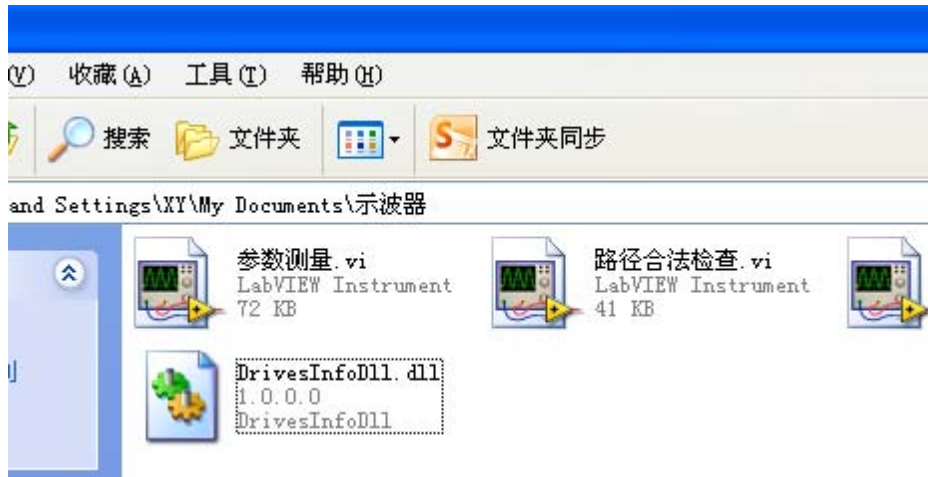 (V) 收藏(A) 工具(T) 帮助(H)
搜索 文件夹 文件夹同步
and Settings\XY\My Documents\示波器
参数测量.vi
LabVIEW Instrument
72 KB
路径合法检查.vi
LabVIEW Instrument
41 KB
DrivesInfoDll.dll
1.0.0.0
DrivesInfoDll